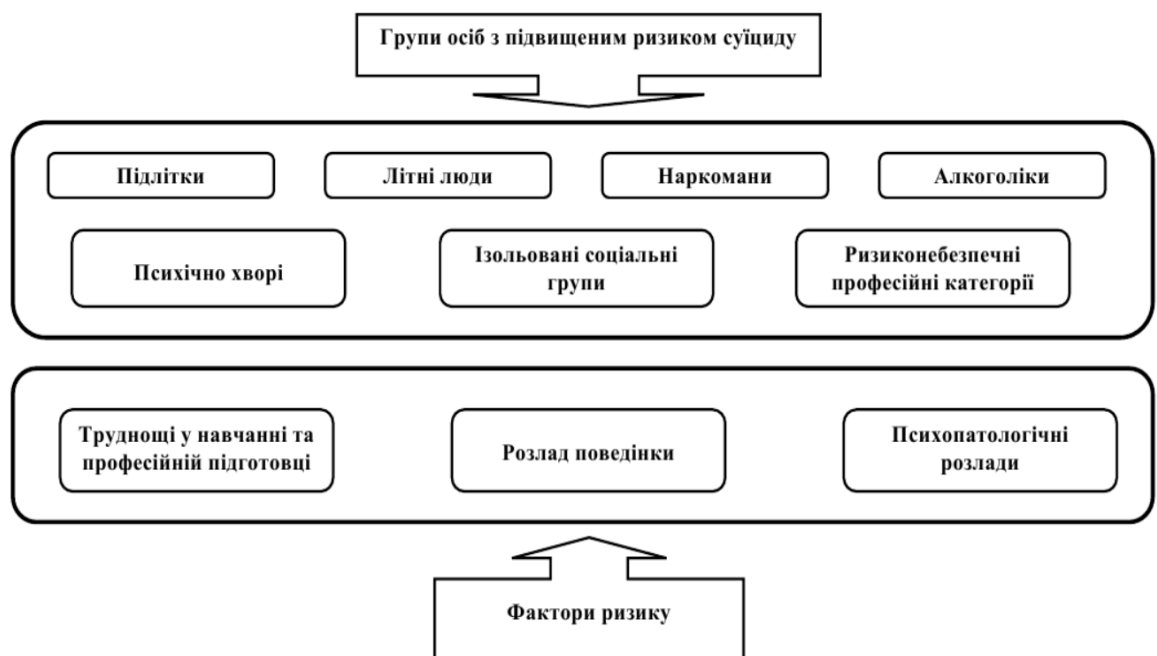 Групи осіб з підвищеним ризиком суїциду
Підлітки
Літні люди
Наркомани
Алкоголіки
Психічно хворі
Ізольовані соціальні
групи
Ризиконебезпечні
професійні категорії
Труднощі у навчанні та
професійній підготовці
Розлад поведінки
Психопатологічні
розлади
Фактори ризику